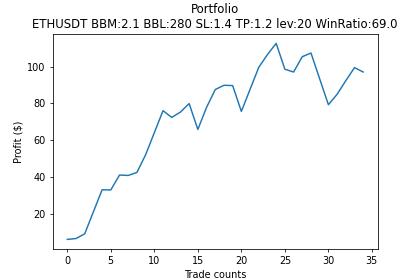 Portfolio
ETHUSDT BBM:2.1 BBL:280 SL:1.4 TP:1.2 lev:20 WinRatio:69.0
Profit ($)
100
80
60
40
20
0 5 10 15 20 25 30 35
Trade counts